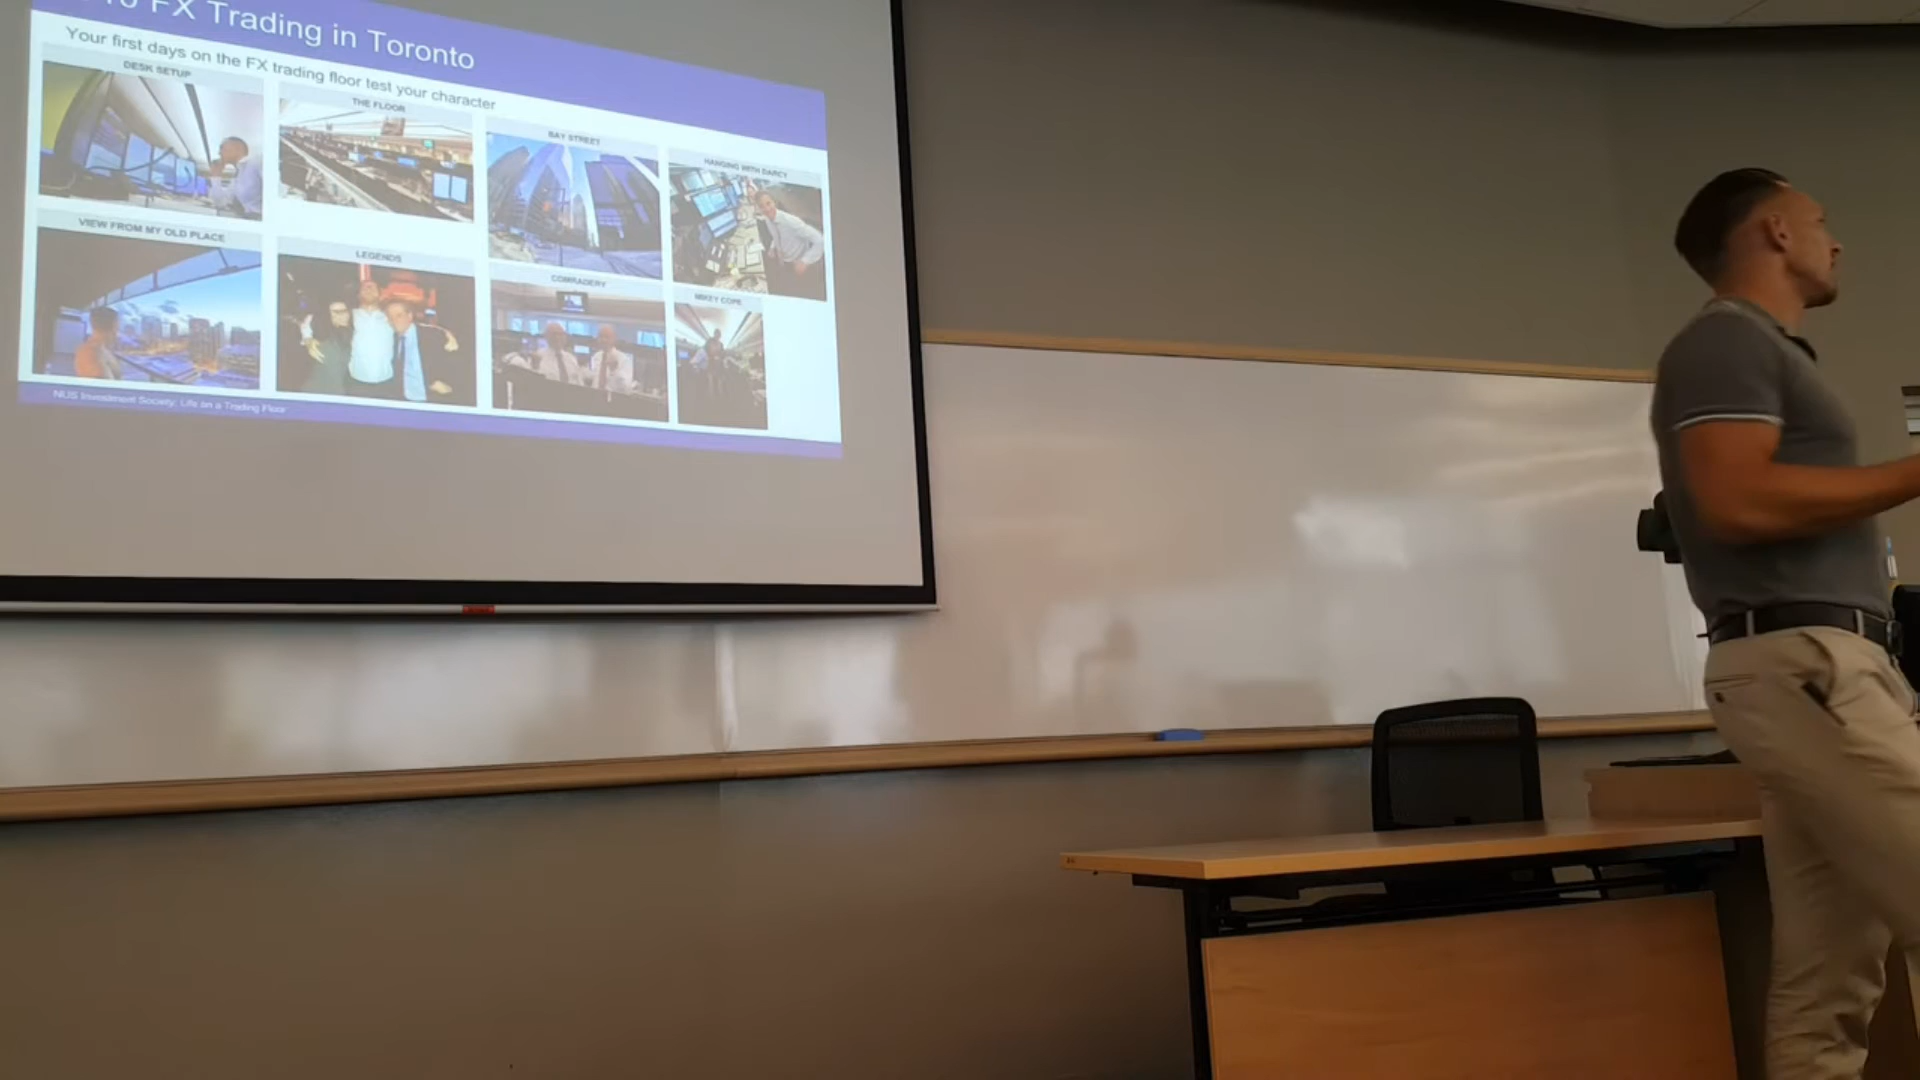 FX Trading in Toronto
Your first days on the FX trading floor test your character
DESK SETUP
THE FLOOR
BAY STREET
HANGING WITH DARCY
VIEW FROM MY OLD PLACE
LEGENDS
COMRADERY
MIKEY COPE
NUS Investment Society: Life on a Trading Floor